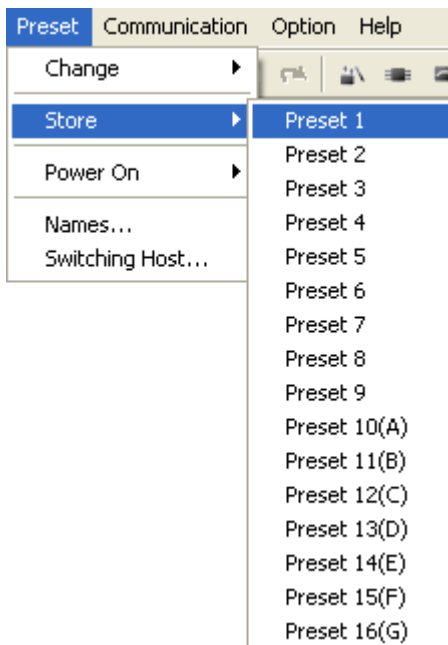 Preset Communication Option Help
Change
Store
Power On
Names...
Switching Host...
Preset 1
Preset 2
Preset 3
Preset 4
Preset 5
Preset 6
Preset 7
Preset 8
Preset 9
Preset 10(A)
Preset 11(B)
Preset 12(C)
Preset 13(D)
Preset 14(E)
Preset 15(F)
Preset 16(G)